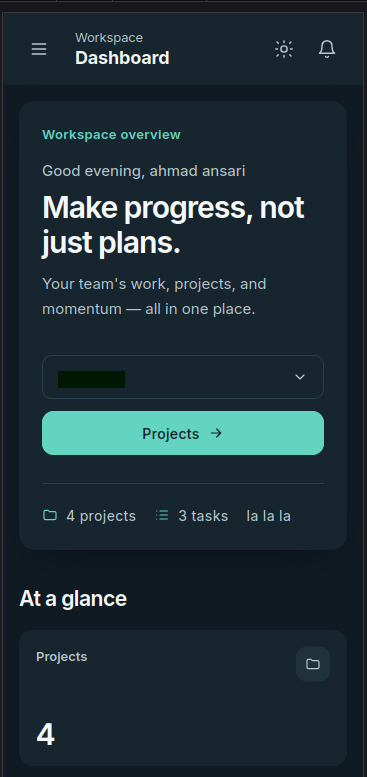 Workspace
Dashboard
Workspace overview
Good evening, ahmad ansari
Make progress, not
just plans.
Your team's work, projects, and
momentum — all in one place.
Projects →
4 projects 3 tasks la la la
At a glance
Projects
4